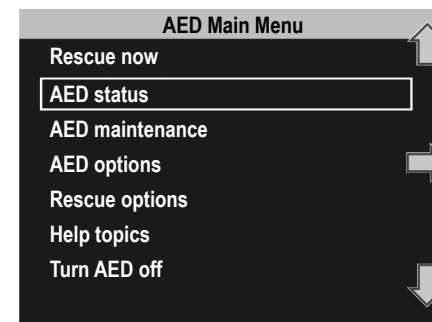 AED Main Menu
Rescue now
AED status
AED maintenance
AED options
Rescue options
Help topics
Turn AED off